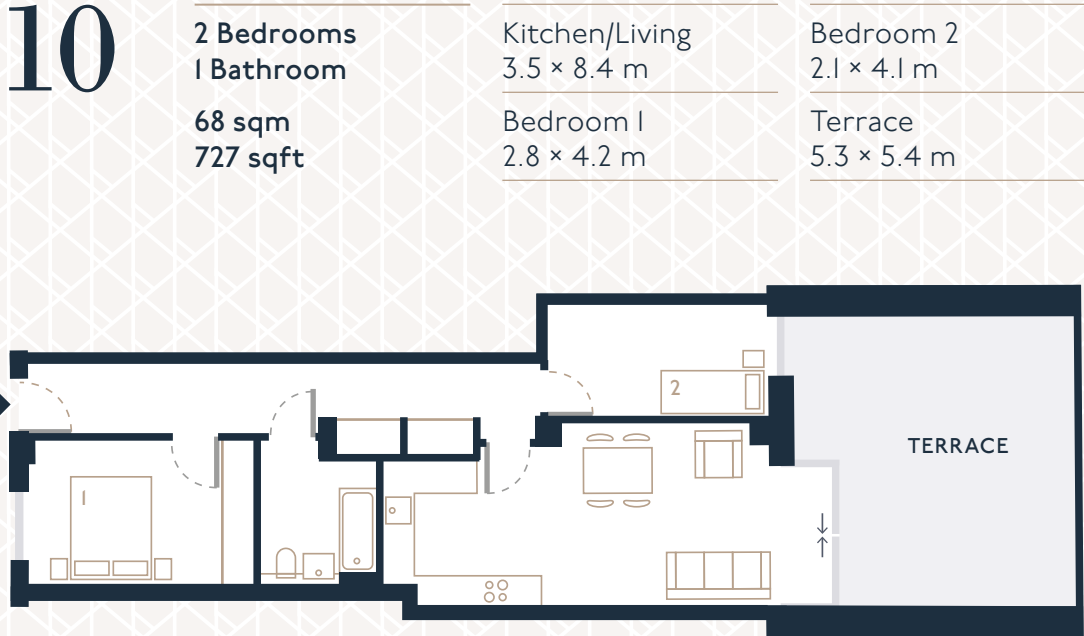 10
2 Bedrooms
1 Bathroom
68 sqm
727 sqft
Kitchen/Living
3.5 × 8.4 m
Bedroom 1
2.8 × 4.2 m
Bedroom 2
2.1 × 4.1 m
Terrace
5.3 × 5.4 m
2
TERRACE
1